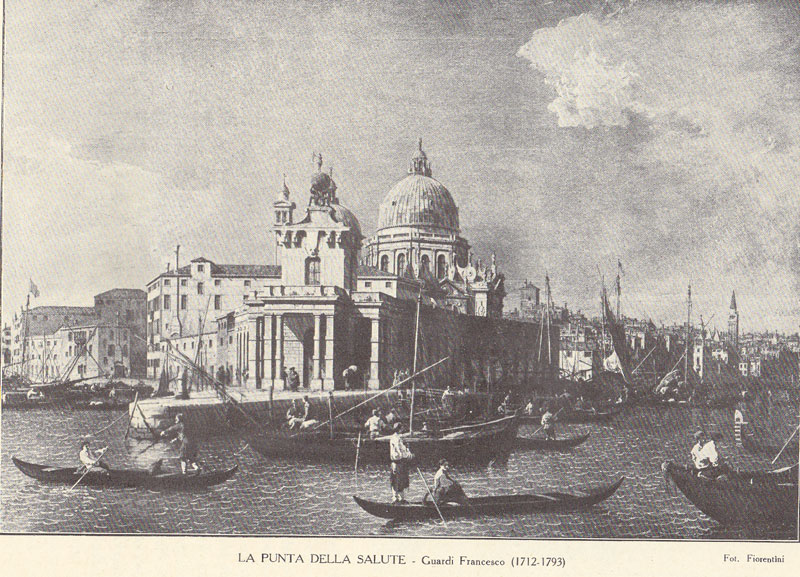 LA PUNTA DELLA SALUTE - Guardi Francesco (1712-1793)
Fot. Fiorentini